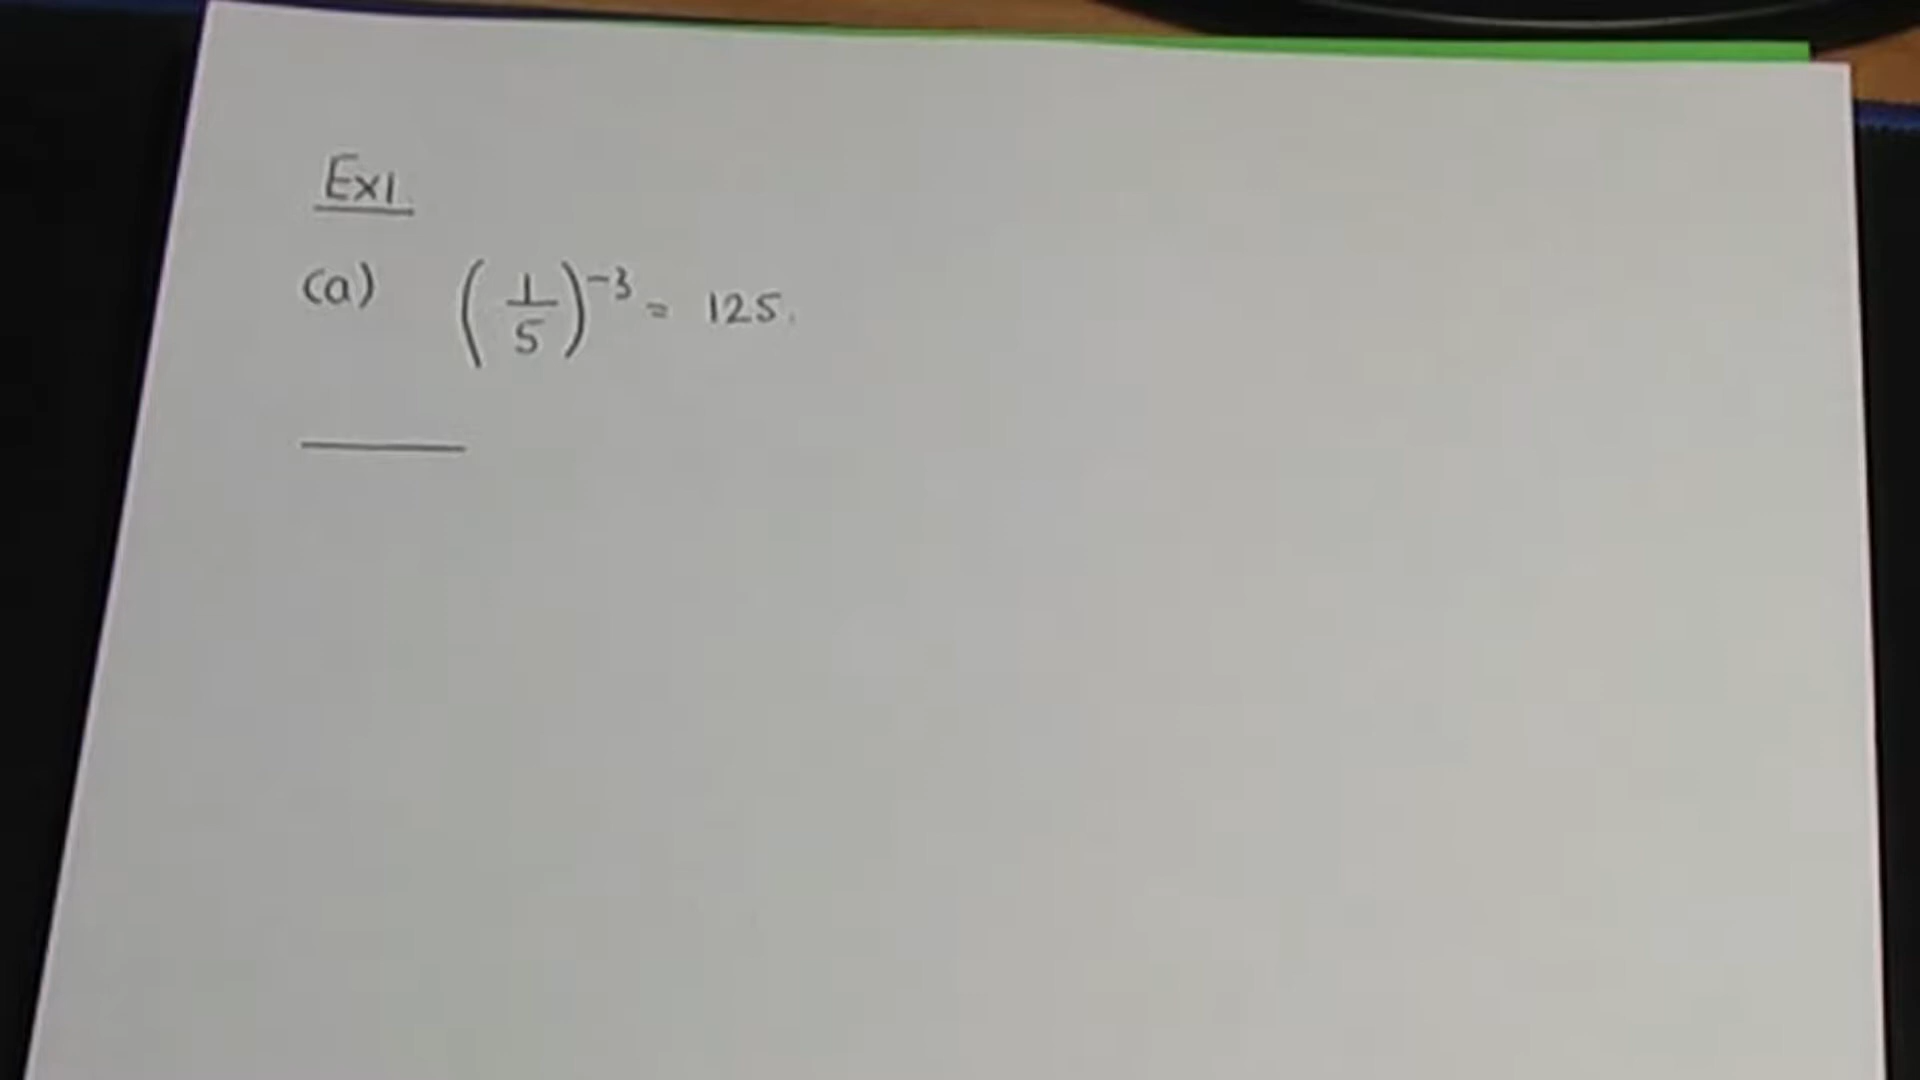 Ex1.
(a) (1/5)^-3 = 125.